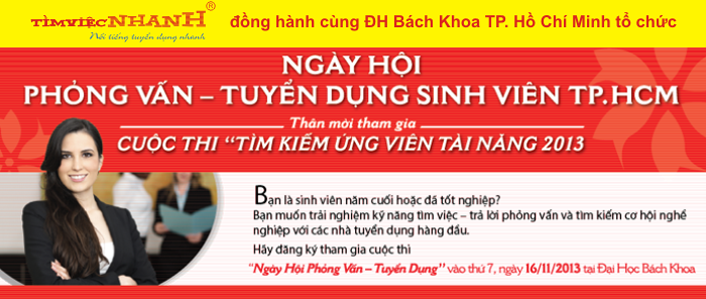 TÌMVIỆCNHANH®
Nổi tiếng tuyển dụng nhanh
đồng hành cùng ĐH Bách Khoa TP. Hồ Chí Minh tổ chức
NGÀY HỘI
PHỎNG VẤN – TUYỂN DỤNG SINH VIÊN TP.HCM
Thân mời tham gia
CUỘC THI “TÌM KIẾM ỨNG VIÊN TÀI NĂNG 2013
Bạn là sinh viên năm cuối hoặc đã tốt nghiệp?
Bạn muốn trải nghiệm kỹ năng tìm việc – trả lời phỏng vấn và tìm kiếm cơ hội nghề
nghiệp với các nhà tuyển dụng hàng đầu.
Hãy đăng ký tham gia cuộc thi
“Ngày Hội Phỏng Vấn – Tuyển Dụng” vào thứ 7, ngày 16/11/2013 tại Đại Học Bách Khoa